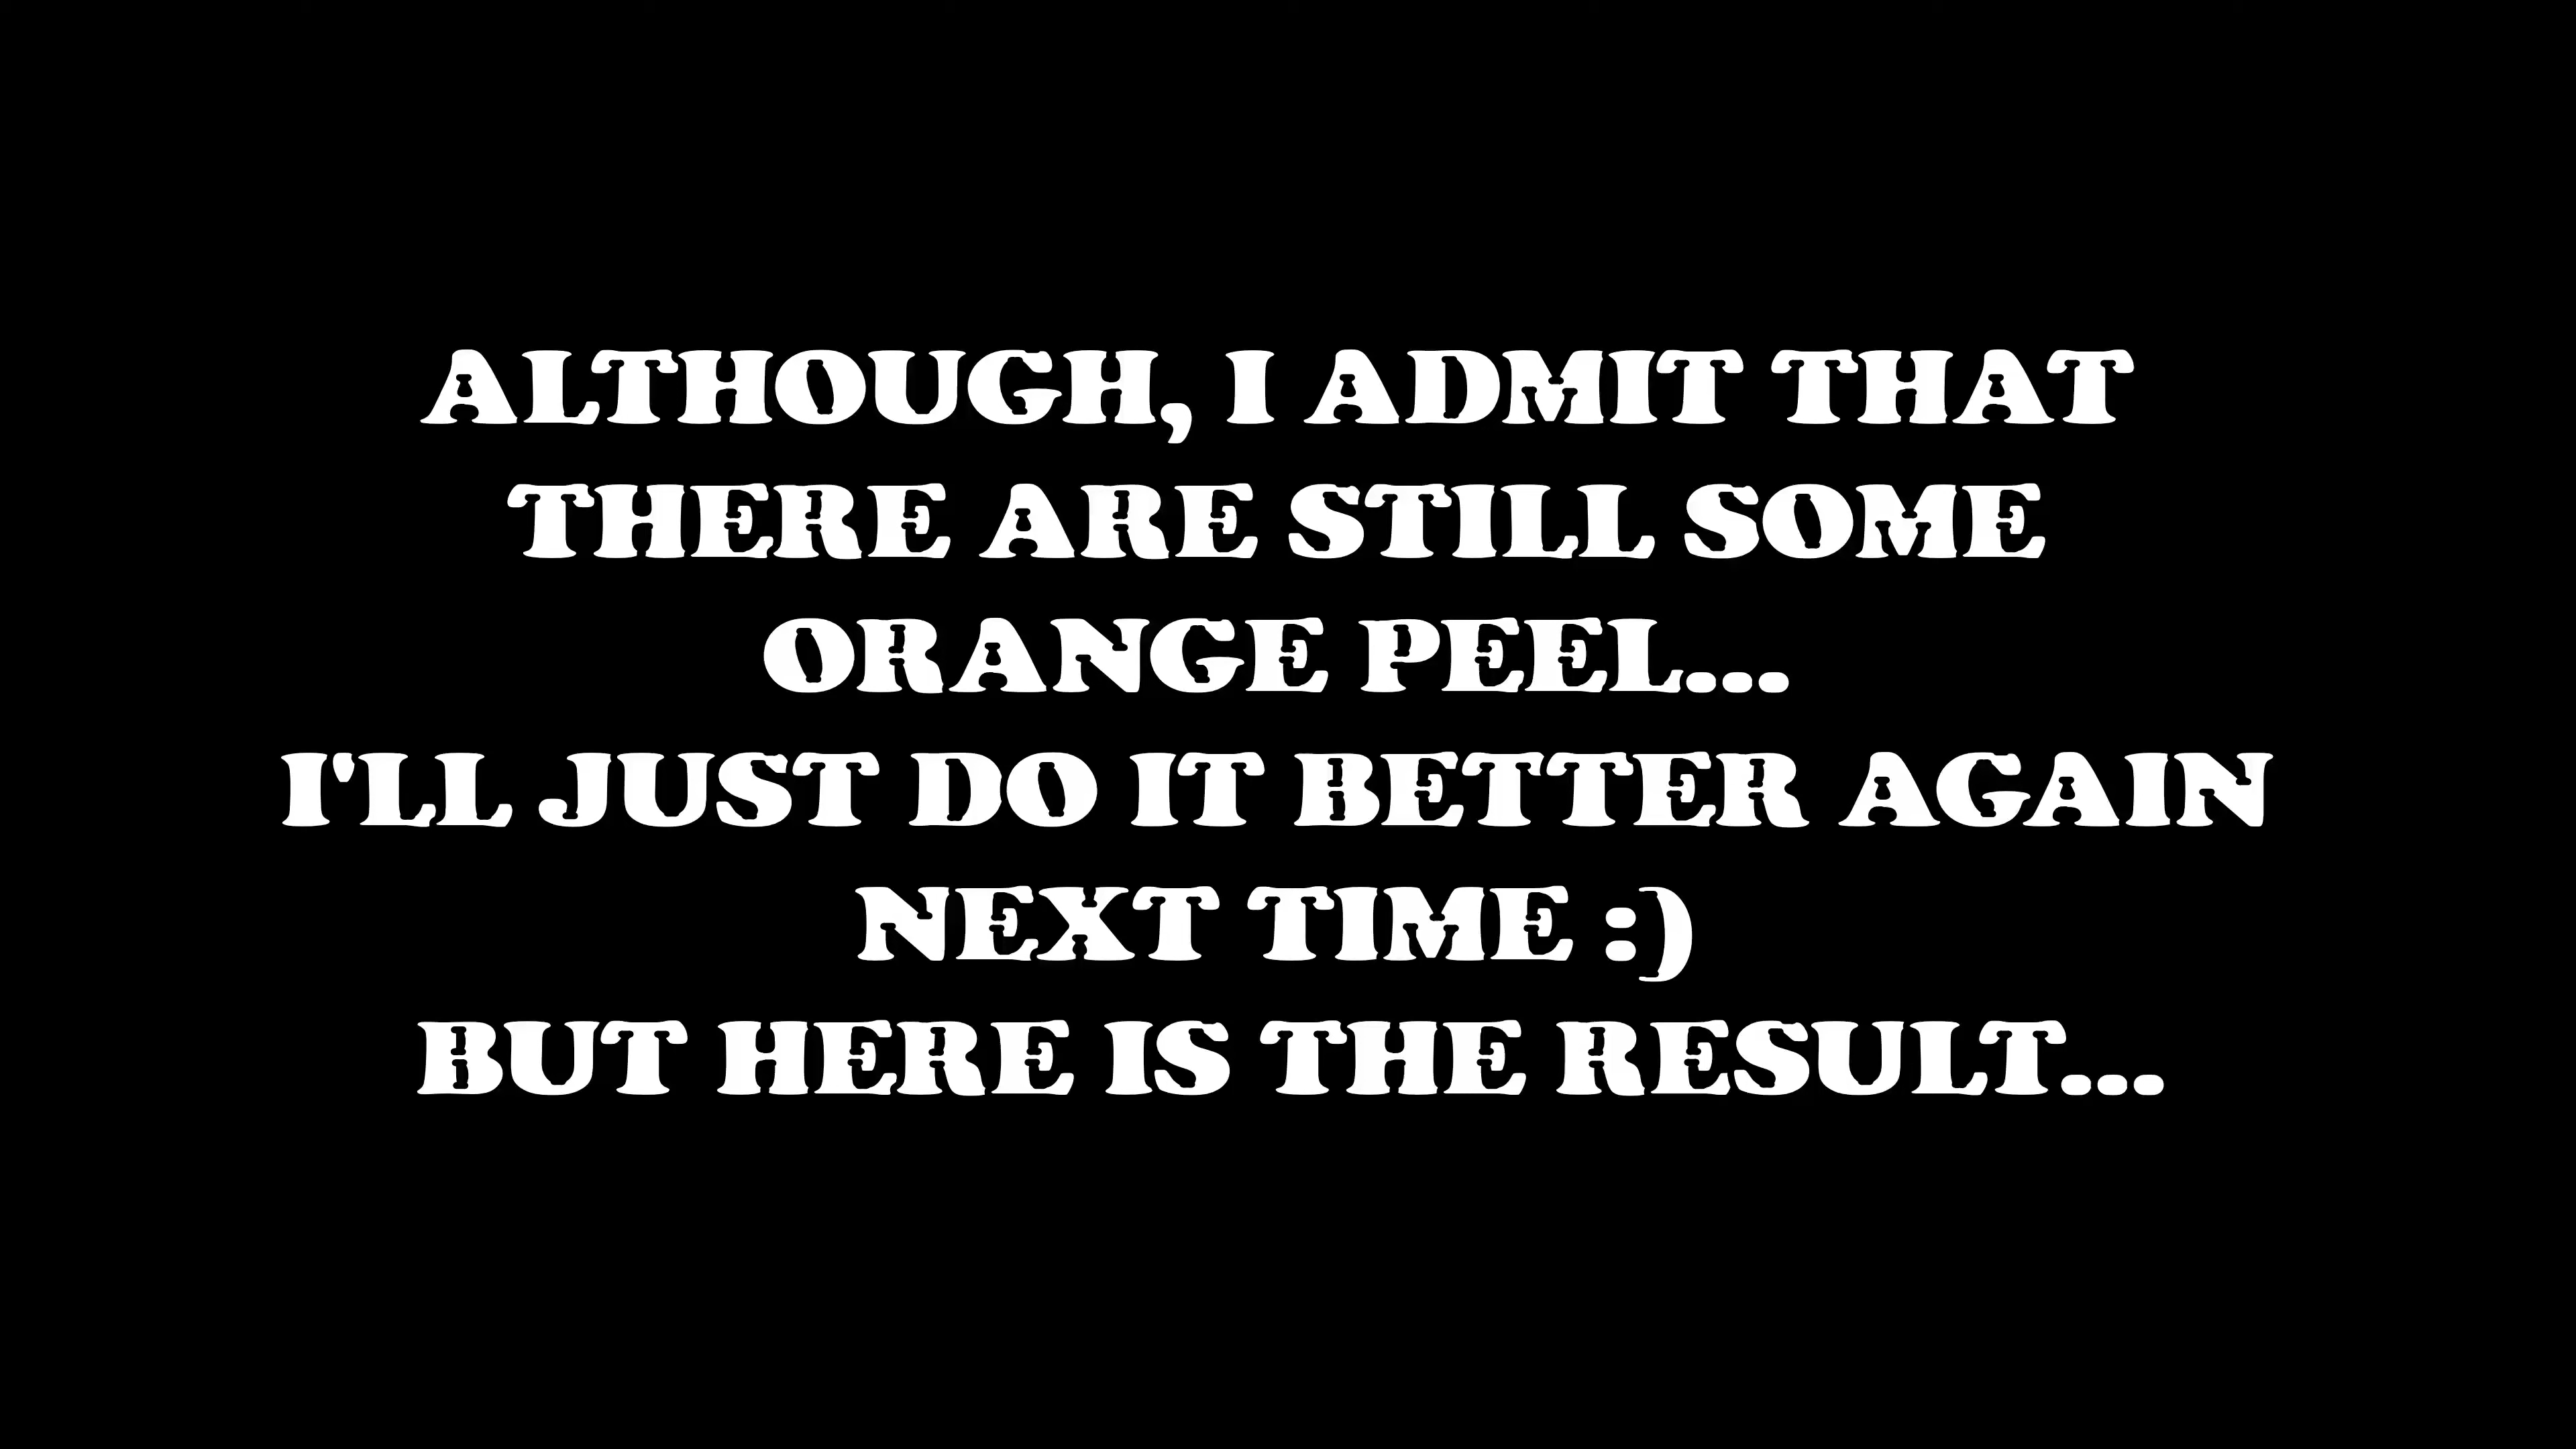 ALTHOUGH, I ADMIT THAT
THERE ARE STILL SOME
ORANGE PEEL...
I'LL JUST DO IT BETTER AGAIN
NEXT TIME :)
BUT HERE IS THE RESULT...